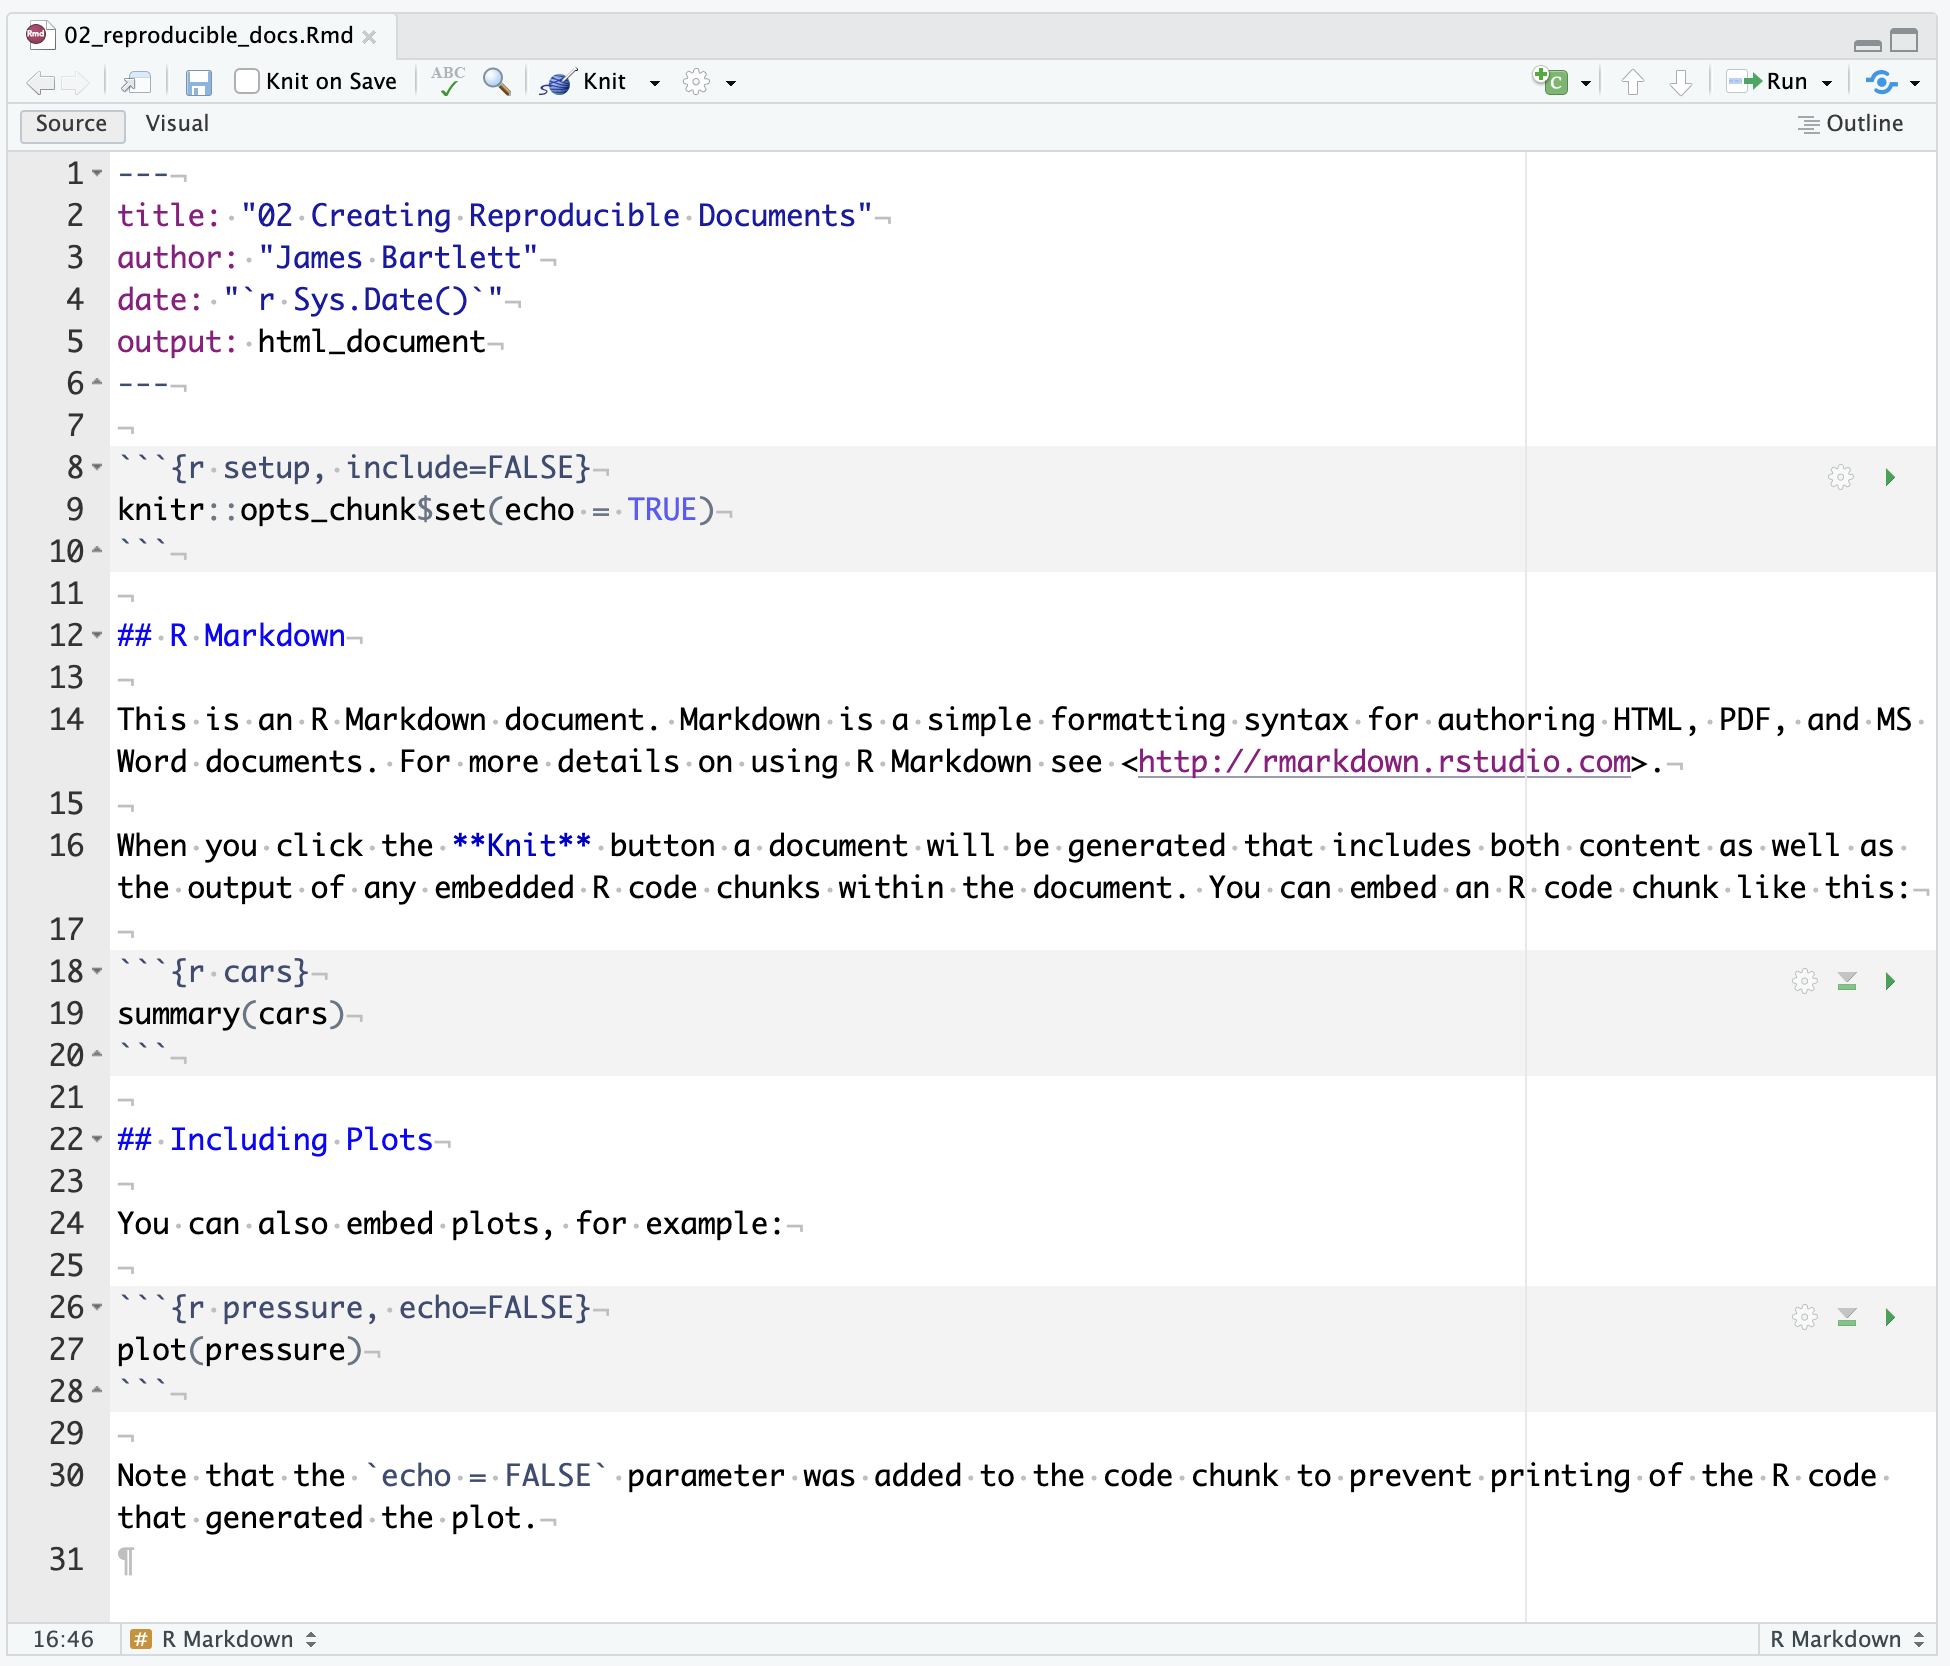 02_reproducible_docs.Rmd
Knit on Save ABC Knit Run
Source Visual Outline
1 ---
2 title: "02 Creating Reproducible Documents"
3 author: "James Bartlett"
4 date: "`r Sys.Date()`"
5 output: html_document
6 ---
7
8 ```{r setup, include=FALSE}
9 knitr::opts_chunk$set(echo = TRUE)
10 ```
11
12 ## R Markdown
13
14 This is an R Markdown document. Markdown is a simple formatting syntax for authoring HTML, PDF, and MS
Word documents. For more details on using R Markdown see <http://rmarkdown.rstudio.com>.
15
16 When you click the **Knit** button a document will be generated that includes both content as well as
the output of any embedded R code chunks within the document. You can embed an R code chunk like this:
17
18 ```{r cars}
19 summary(cars)
20 ```
21
22 ## Including Plots
23
24 You can also embed plots, for example:
25
26 ```{r pressure, echo=FALSE}
27 plot(pressure)
28 ```
29
30 Note that the `echo = FALSE` parameter was added to the code chunk to prevent printing of the R code
that generated the plot.
31
16:46 # R Markdown R Markdown